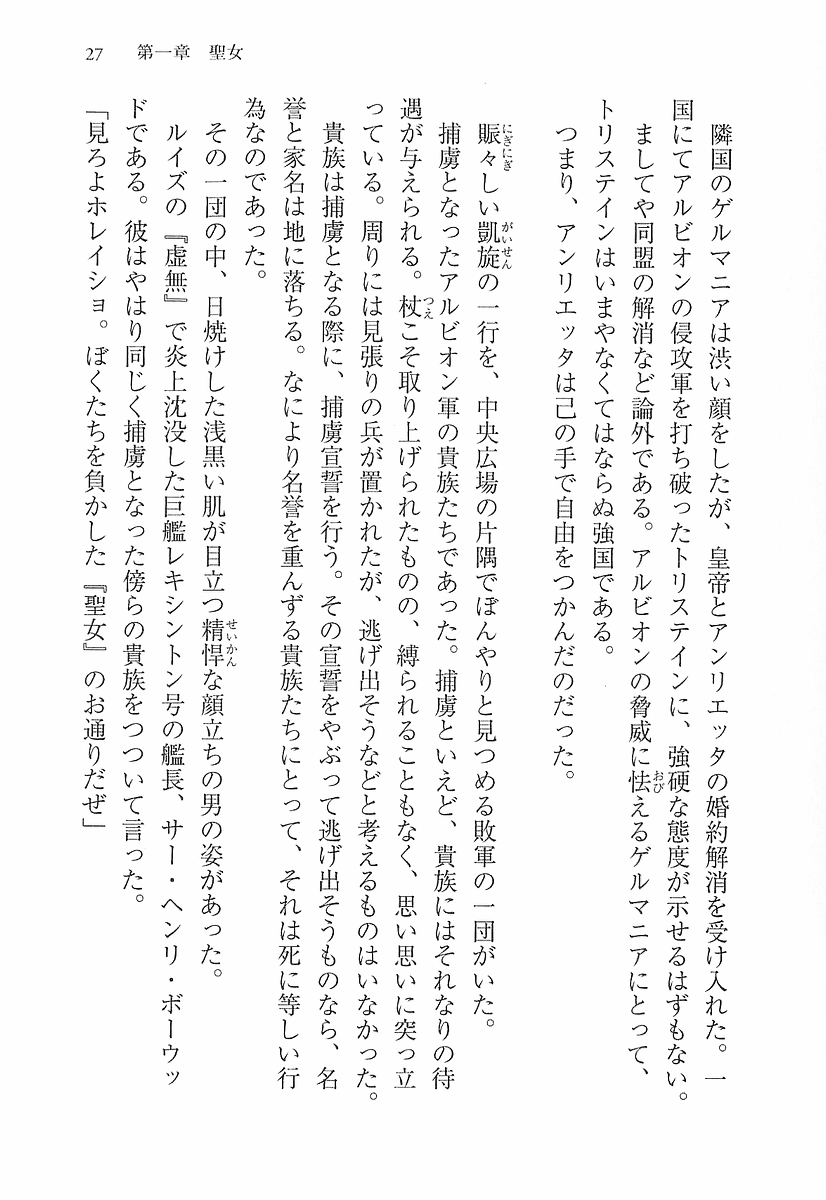 27　第一章　聖女
隣国のゲルマニアは渋い顔をしたが、皇帝とアンリエッタの婚約解消を受け入れた。一
国にてアルビオンの侵攻軍を打ち破ったトリステインに、強硬な態度が示せるはずもない。
ましてや同盟の解消など論外である。アルビオンの脅威に怯えるゲルマニアにとって、
トリステインはいまやなくてはならぬ強国である。
つまり、アンリエッタは己の手で自由をつかんだのだった。
賑々しい凱旋の一行を、中央広場の片隅でぼんやりと見つめる敗軍の一団がいた。
捕虜となったアルビオン軍の貴族たちであった。捕虜といえど、貴族にはそれなりの待
遇が与えられる。杖こそ取り上げられたものの、縛られることもなく、思い思いに突っ立
っている。周りには見張りの兵が置かれたが、逃げ出そうなどと考えるものはいなかった。
貴族は捕虜となる際に、捕虜宣誓を行う。その宣誓をやぶって逃げ出そうものなら、名
誉と家名は地に落ちる。なにより名誉を重んずる貴族たちにとって、それは死に等しい行
為なのであった。
その一団の中、日焼けした浅黒い肌が目立つ精悍な顔立ちの男の姿があった。
ルイズの『虚無』で炎上沈没した巨艦レキシントン号の艦長、サー・ヘンリ・ボーウッ
ドである。彼はやはり同じく捕虜となった傍らの貴族をつついて言った。
「見ろよホレイショ。ぼくたちを負かした『聖女』のお通りだぜ」